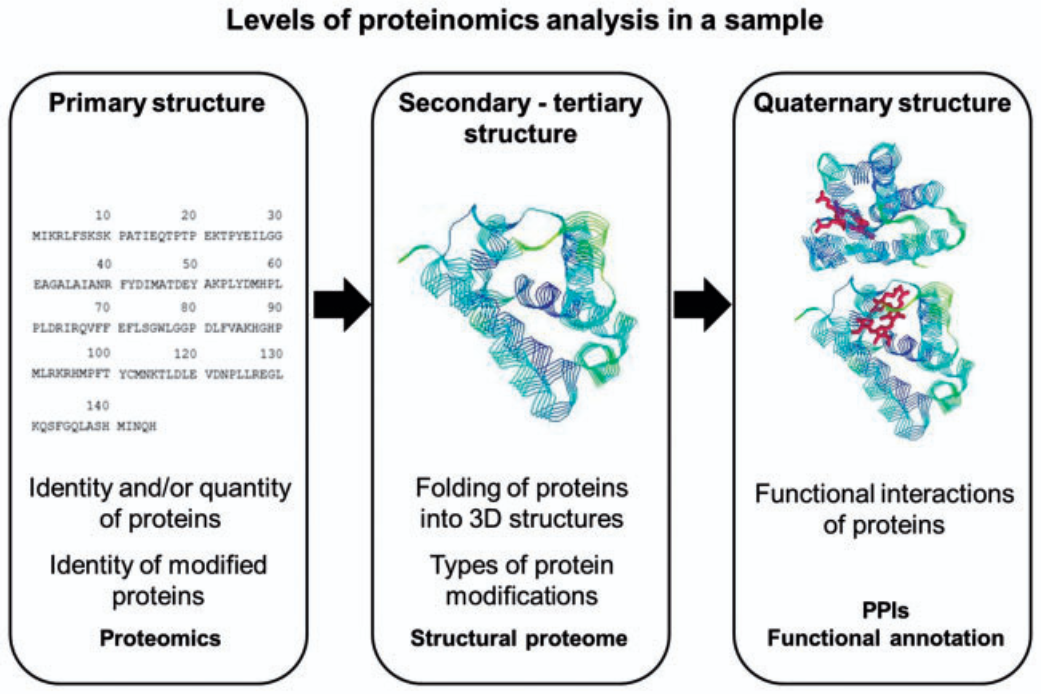 Levels of proteinomics analysis in a sample
Primary structure
10 20 30
MIKRLFSKSK PATIEQTPTP EKTPYEILGG
40 50 60
EAGALAIANR FYDIMATDEY AKPLYDMHPL
70 80 90
PLDRIRQVFF EFLSGWLGGP DLFVAKHGHP
100 120 130
MLRKRHMPFT YCMNKTLDLE VDNPLLREGL
140
KQSFGQLASH MINQH
Identity and/or quantity
of proteins
Identity of modified
proteins
Proteomics
Secondary - tertiary
structure
Folding of proteins
into 3D structures
Types of protein
modifications
Structural proteome
Quaternary structure
Functional interactions
of proteins
PPIs
Functional annotation